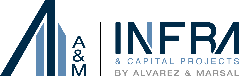 A&M
INFRA
& CAPITAL PROJECTS
BY ALVAREZ & MARSAL